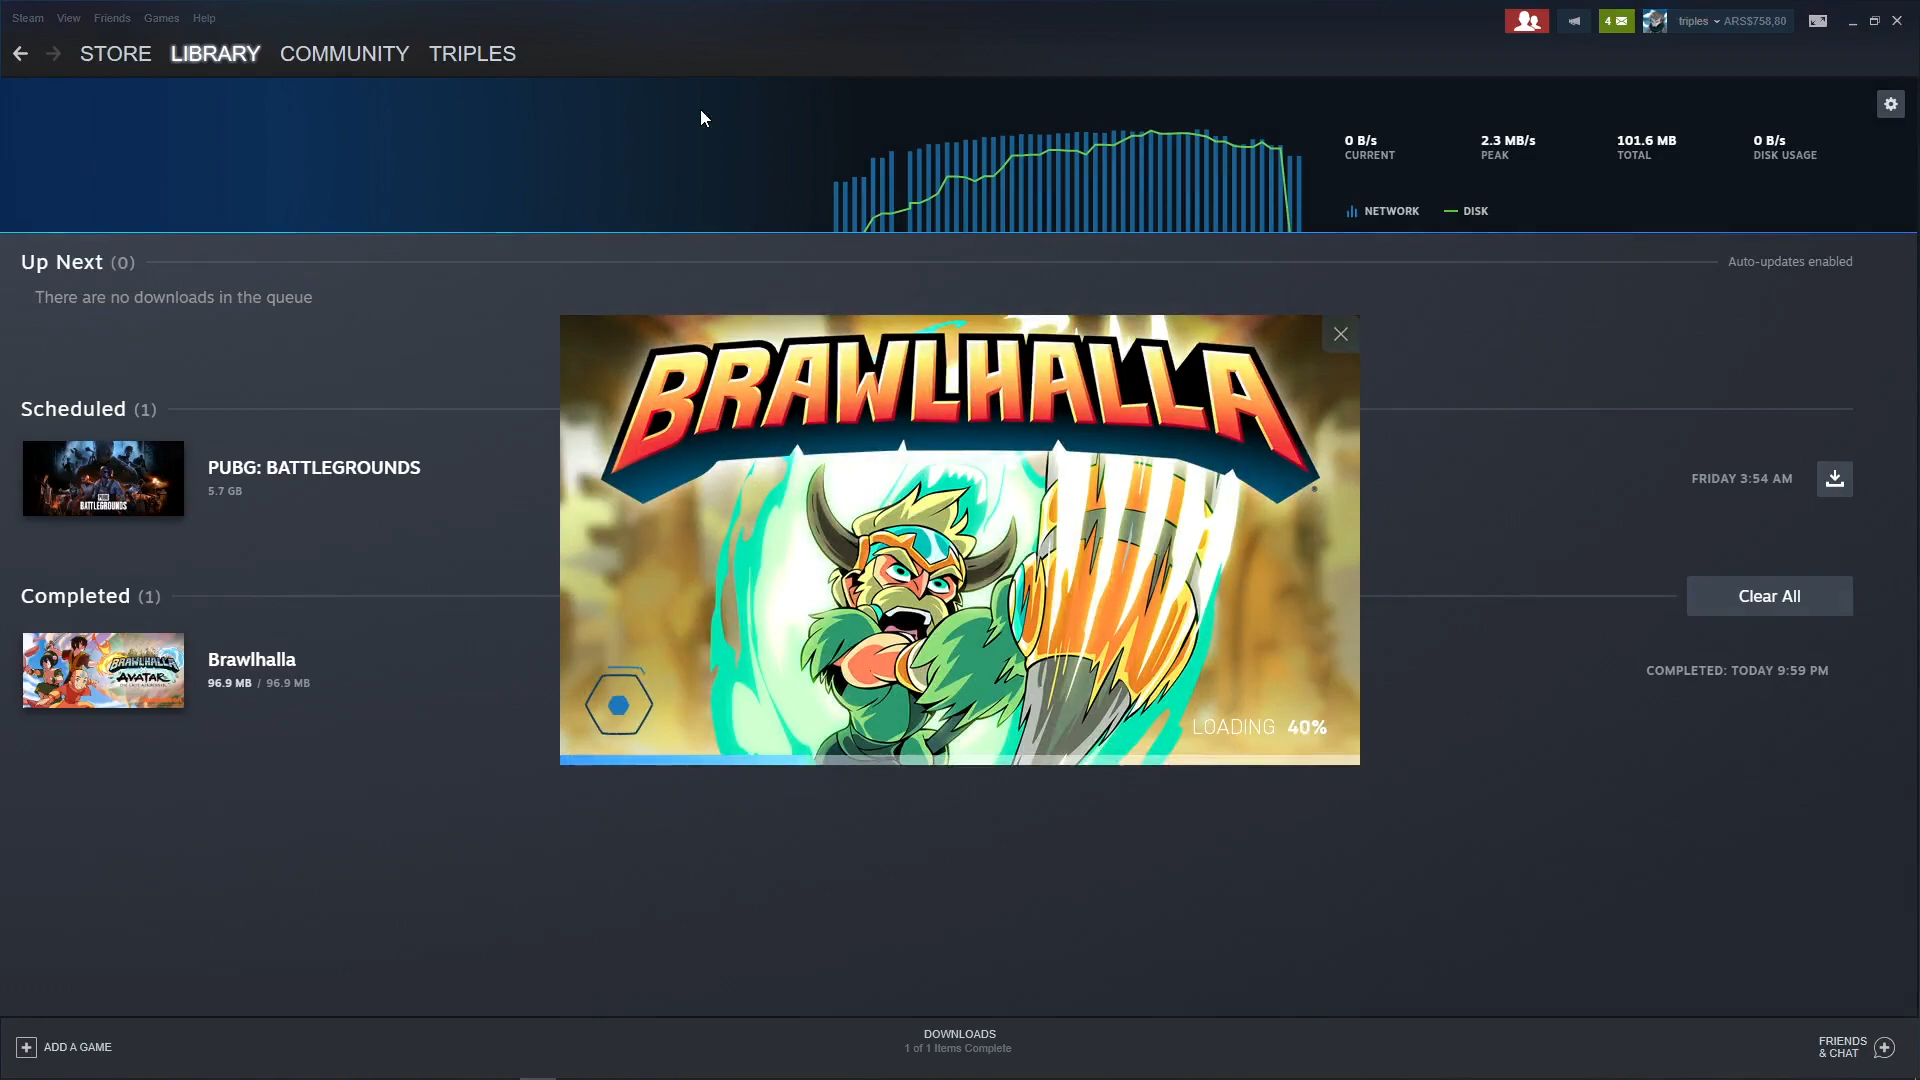 Steam View Friends Games Help
4 triples ARS$758,80
STORE LIBRARY COMMUNITY TRIPLES
0 B/s 2.3 MB/s 101.6 MB 0 B/s
CURRENT PEAK TOTAL DISK USAGE
NETWORK DISK
Up Next (0) Auto-updates enabled
There are no downloads in the queue
BRAWLHALLA
Scheduled (1)
PUBG: BATTLEGROUNDS
5.7 GB
PUBG
BATTLEGROUNDS
FRIDAY 3:54 AM
Completed (1) Clear All
BRAWLHALLA
AVATAR
Brawlhalla
96.9 MB / 96.9 MB
COMPLETED: TODAY 9:59 PM
LOADING 40%
ADD A GAME
DOWNLOADS
1 of 1 Items Complete
FRIENDS
& CHAT